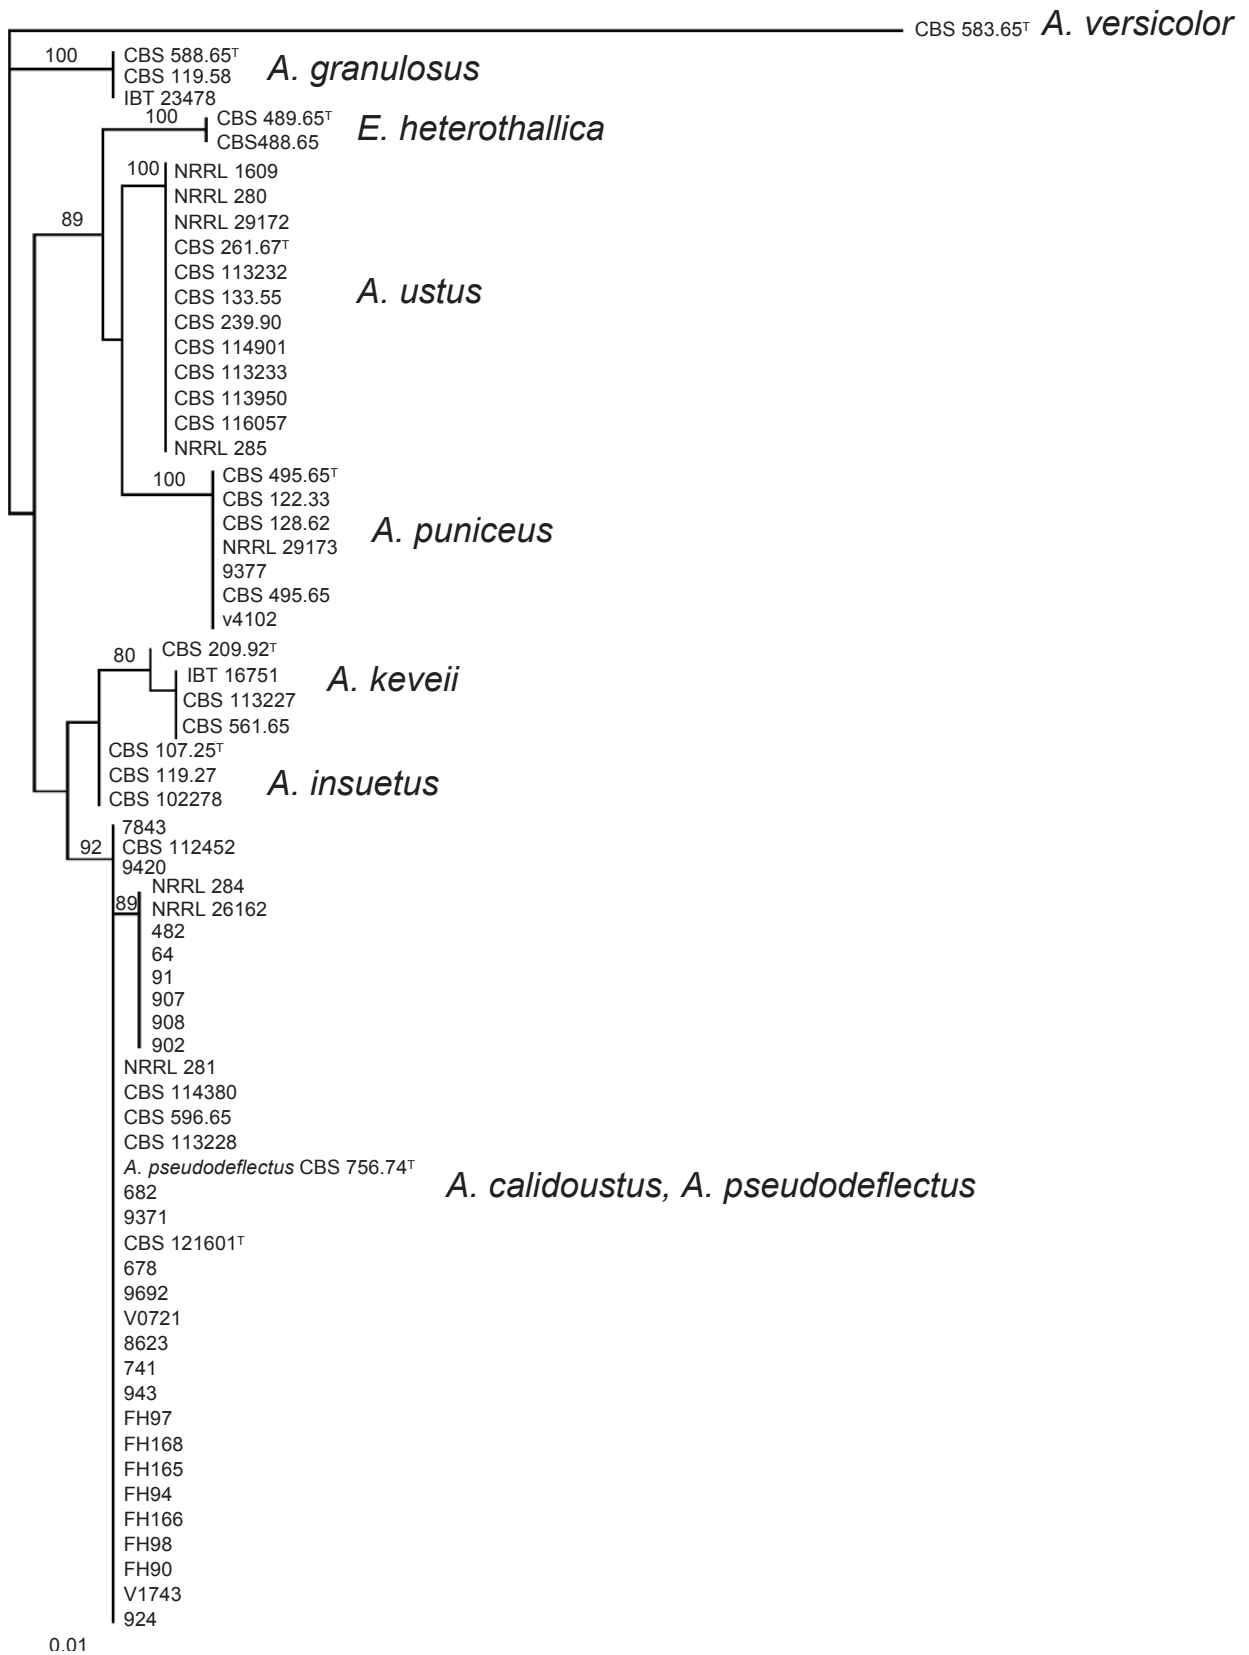 CBS 583.65ᵀ A. versicolor
100
CBS 588.65ᵀ
CBS 119.58
IBT 23478
A. granulosus
100
CBS 489.65ᵀ
CBS488.65
E. heterothallica
89
100
NRRL 1609
NRRL 280
NRRL 29172
CBS 261.67ᵀ
CBS 113232
CBS 133.55
CBS 239.90
CBS 114901
CBS 113233
CBS 113950
CBS 116057
NRRL 285
A. ustus
100
CBS 495.65ᵀ
CBS 122.33
CBS 128.62
NRRL 29173
9377
CBS 495.65
v4102
A. puniceus
80
CBS 209.92ᵀ
IBT 16751
CBS 113227
CBS 561.65
A. keveii
CBS 107.25ᵀ
CBS 119.27
CBS 102278
A. insuetus
92
7843
CBS 112452
9420
89
NRRL 284
NRRL 26162
482
64
91
907
908
902
NRRL 281
CBS 114380
CBS 596.65
CBS 113228
A. pseudodeflectus CBS 756.74ᵀ
682
9371
CBS 121601ᵀ
678
9692
V0721
8623
741
943
FH97
FH168
FH165
FH94
FH166
FH98
FH90
V1743
924
A. calidoustus, A. pseudodeflectus
0.01